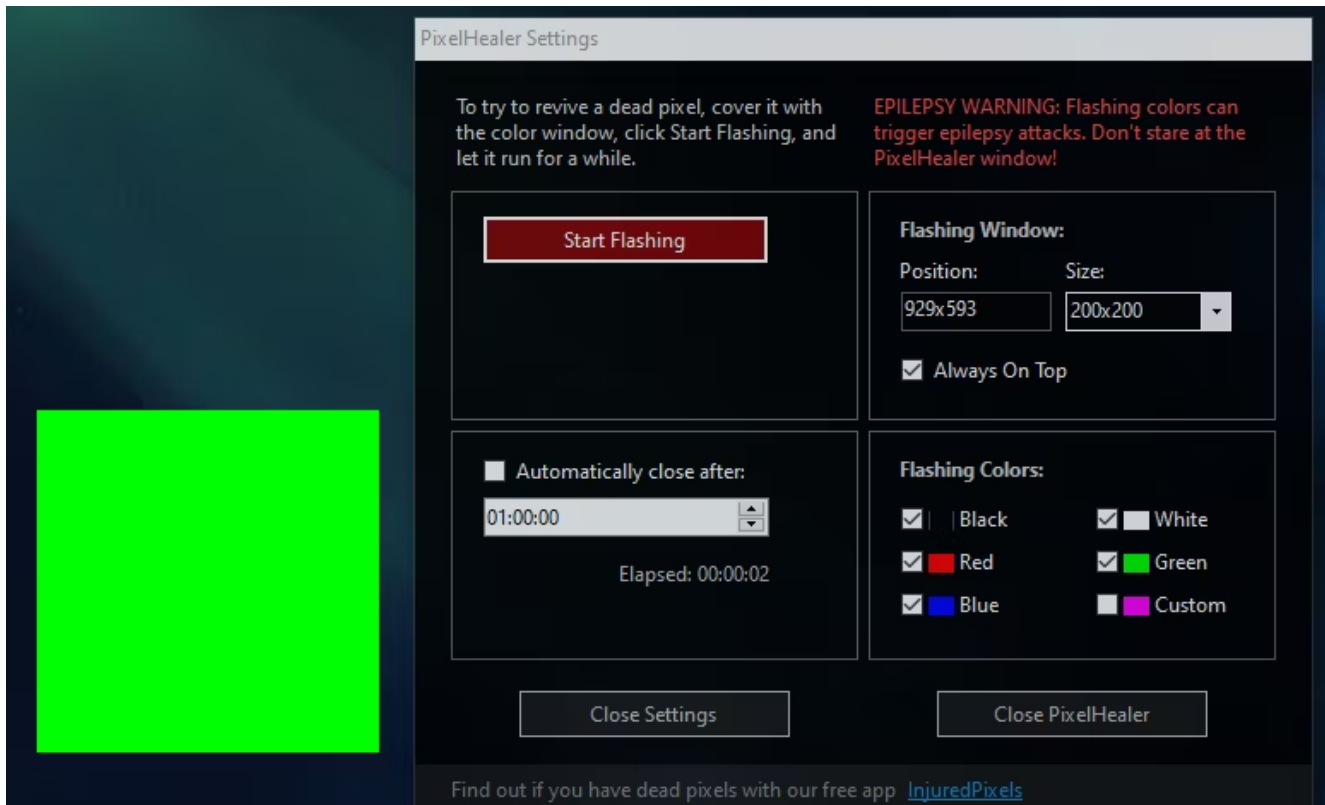 PixelHealer Settings
To try to revive a dead pixel, cover it with
the color window, click Start Flashing, and
let it run for a while.
EPILEPSY WARNING: Flashing colors can
trigger epilepsy attacks. Don't stare at the
PixelHealer window!
Start Flashing
Flashing Window:
Position:
Size:
929x593
200x200
Always On Top
Automatically close after:
01:00:00
Elapsed: 00:00:02
Flashing Colors:
Black
White
Red
Green
Blue
Custom
Close Settings
Close PixelHealer
Find out if you have dead pixels with our free app InjuredPixels